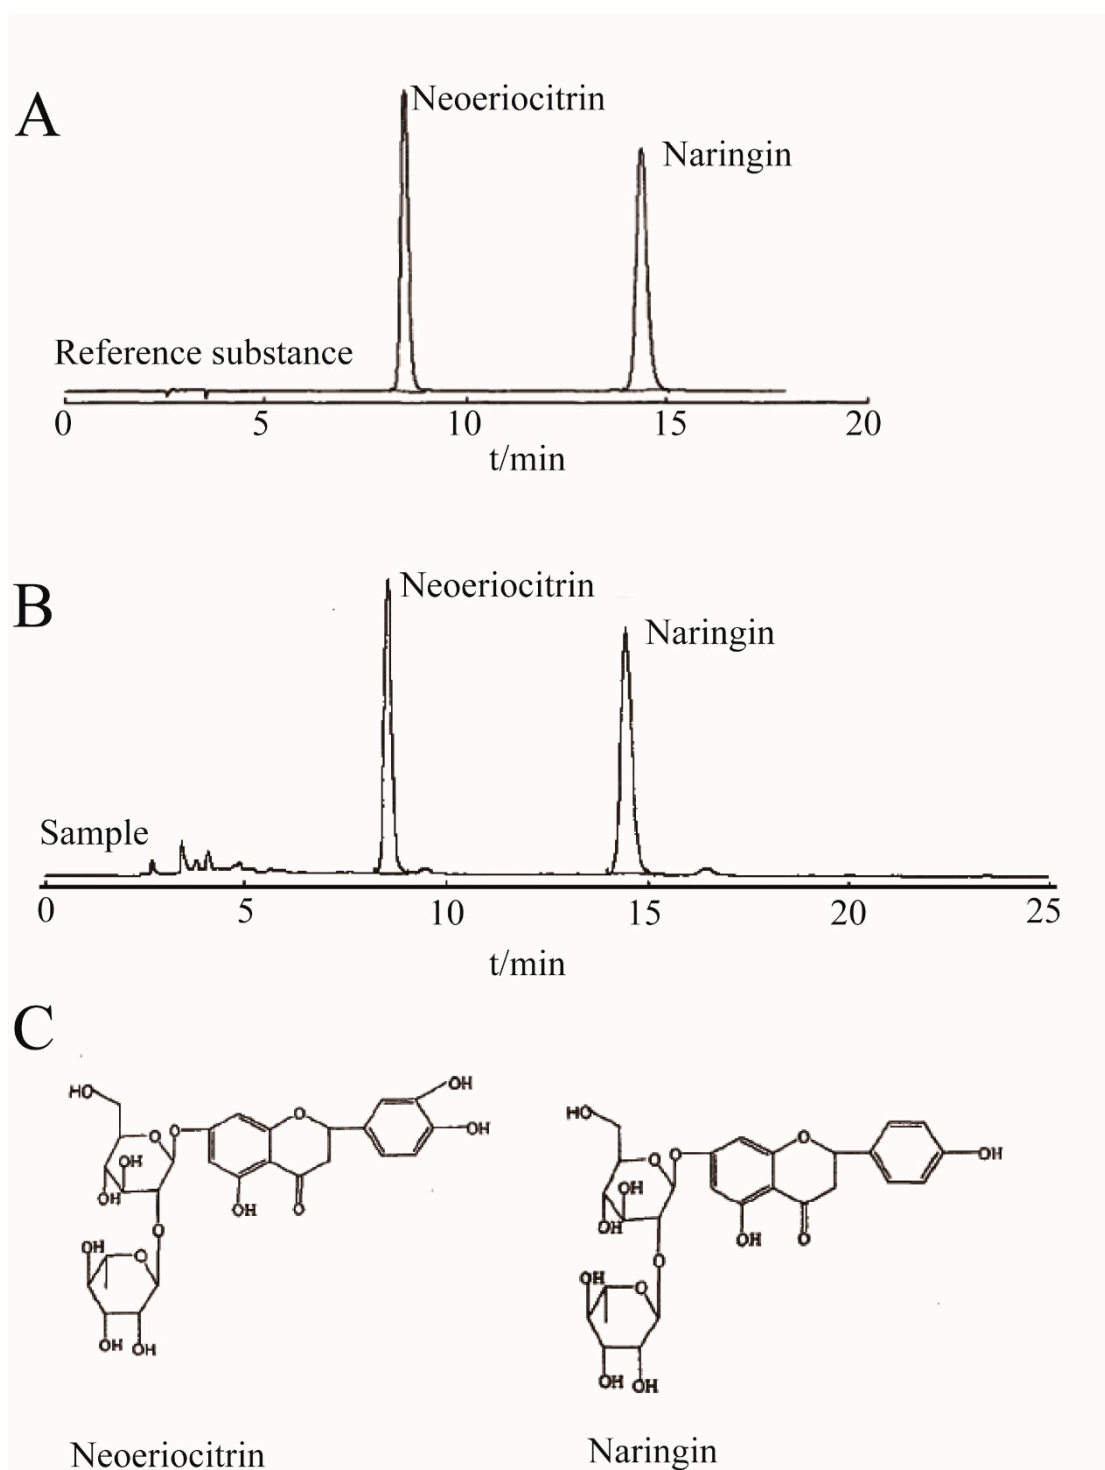 A
Neoeriocitrin
Naringin
Reference substance
0 5 10 15 20
t/min
B
Neoeriocitrin
Naringin
Sample
0 5 10 15 20 25
t/min
C
HO
OH
O
O
O
OH
OH
OH
OH
O
O
OH
O
OH
OH
HO
O
O
O
OH
OH
OH
OH
O
O
OH
O
OH
OH
Neoeriocitrin
Naringin